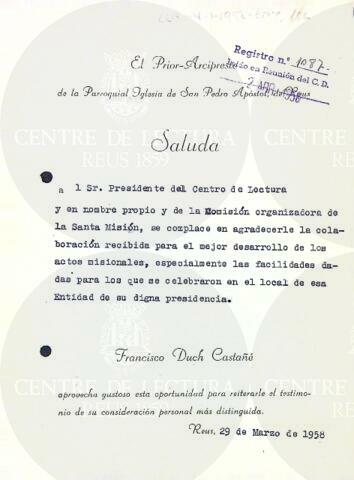 El Prior-Arcipreste
Registro n.º 1087-
leído en Reunión del C. D.
de la Parroquial Iglesia de San Pedro Apóstol, de Reus
CENTRE DE LECTURA
REUS 1859
Saluda
a l Sr. Presidente del Centro de Lectura
y en nombre propio y de la Comisión organizadora de
la Santa Misión, se complace en agradecerle la cola-
boración recibida para el mejor desarrollo de los
actos misionales, especialmente las facilidades da-
das para los que se celebraron en el local de esa
Entidad de su digna presidencia.
Francisco Duch Castañé
CENTRE DE LECTURA
aprovecha gustoso esta oportunidad para reiterarle el testimo-
nio de su consideración personal más distinguida.
Reus, 29 de Marzo de 1958